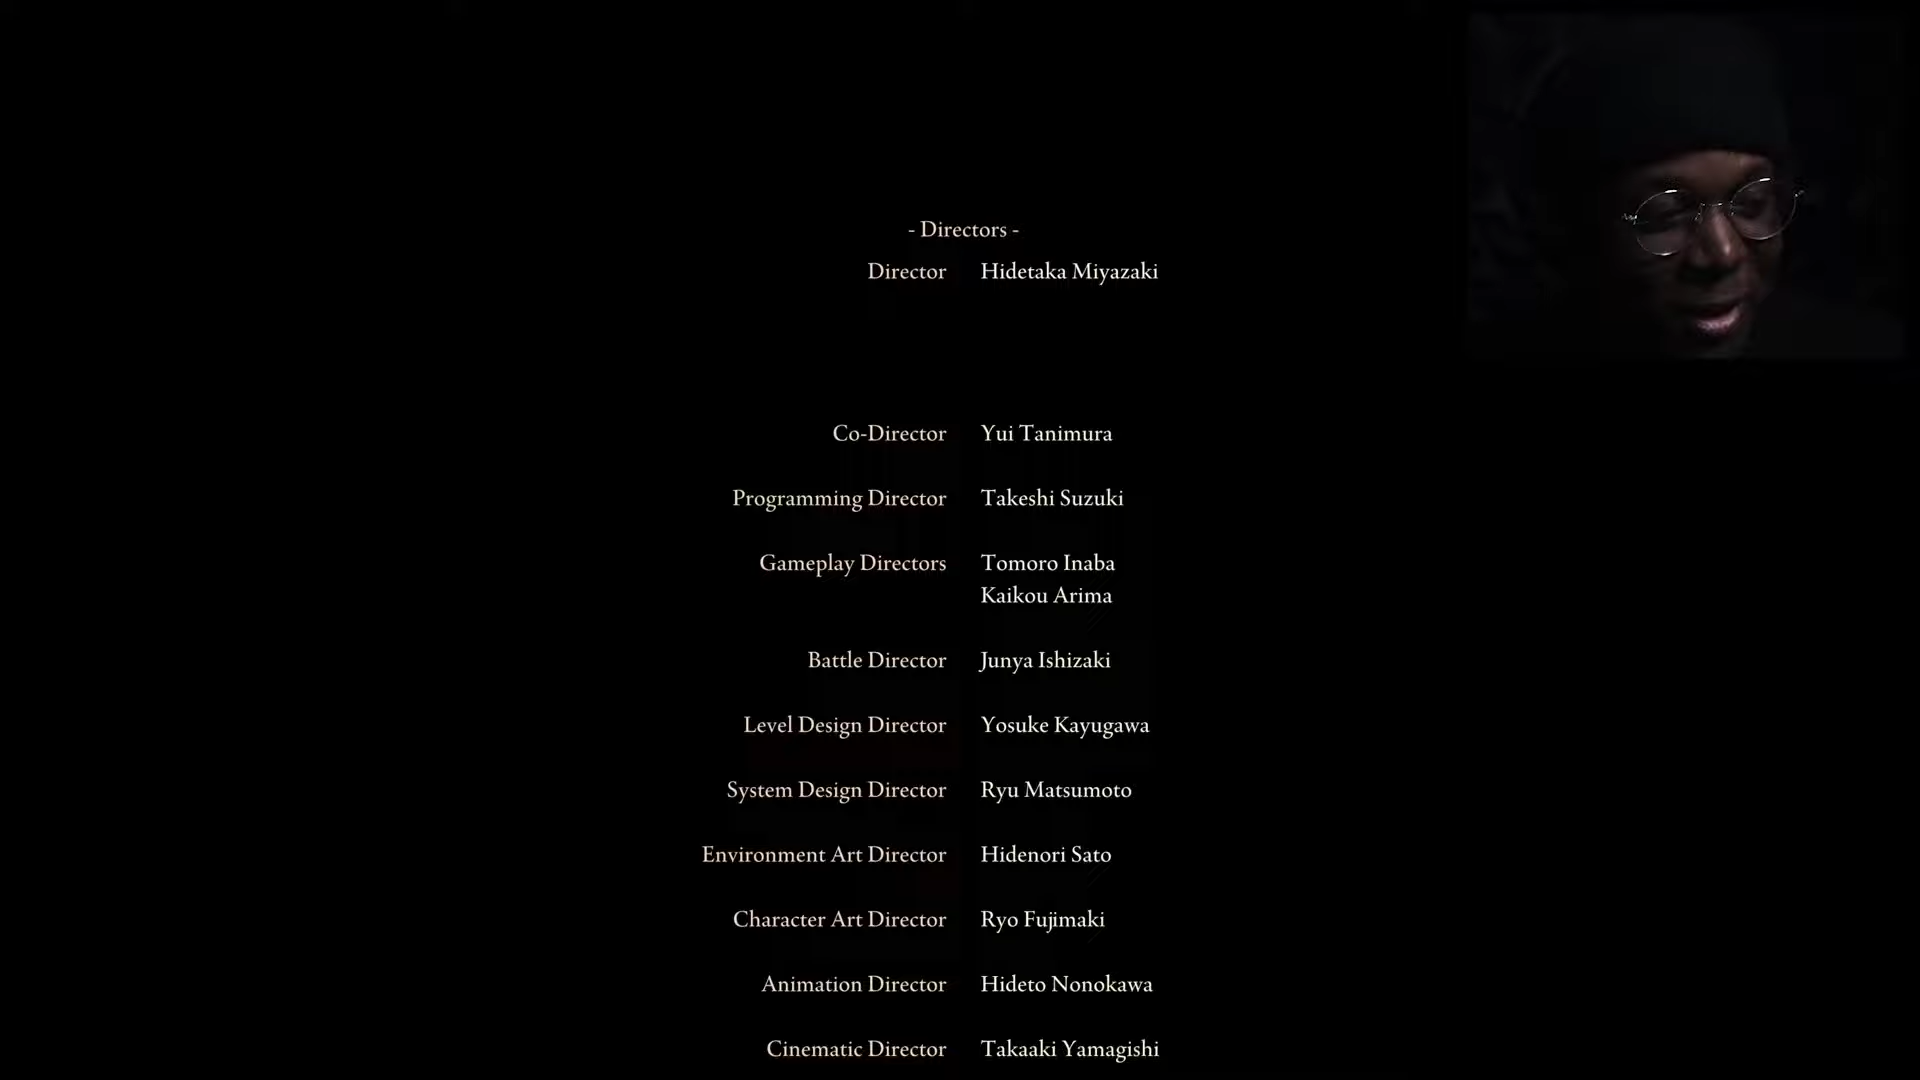 - Directors -
Director Hidetaka Miyazaki
Co-Director Yui Tanimura
Programming Director Takeshi Suzuki
Gameplay Directors Tomoro Inaba
Kaikou Arima
Battle Director Junya Ishizaki
Level Design Director Yosuke Kayugawa
System Design Director Ryu Matsumoto
Environment Art Director Hidenori Sato
Character Art Director Ryo Fujimaki
Animation Director Hideto Nonokawa
Cinematic Director Takaaki Yamagishi